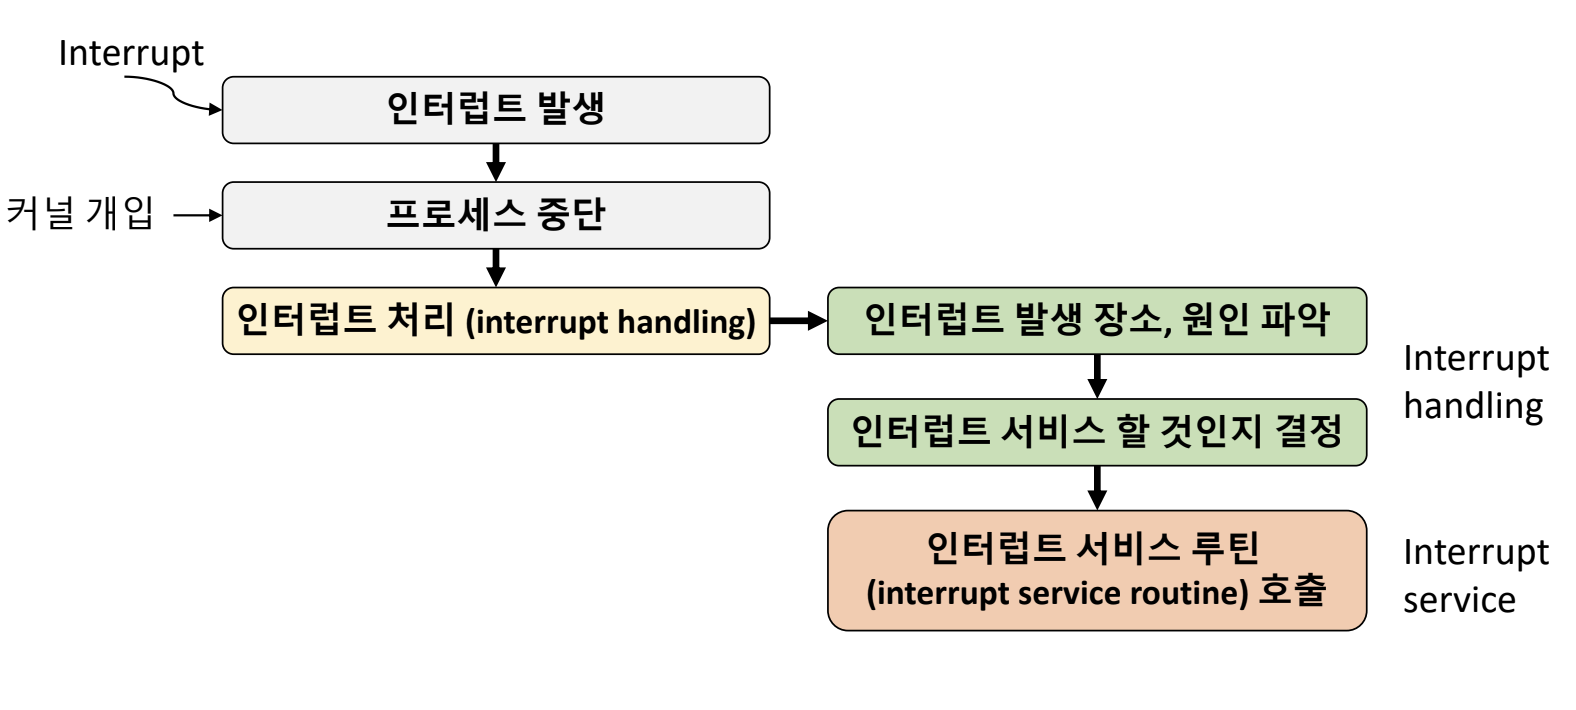 Interrupt
인터럽트 발생
커널 개입
프로세스 중단
인터럽트 처리 (interrupt handling)
인터럽트 발생 장소, 원인 파악
Interrupt
handling
인터럽트 서비스 할 것인지 결정
인터럽트 서비스 루틴
(interrupt service routine) 호출
Interrupt
service